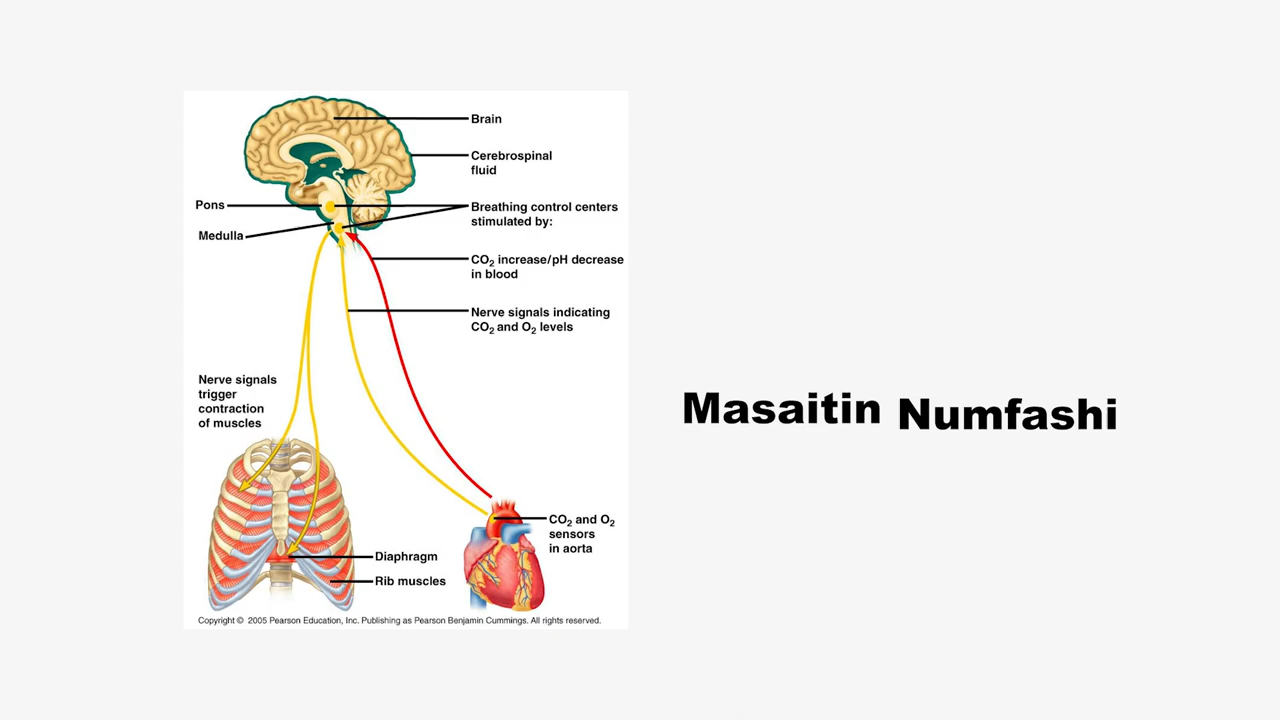 Brain
Cerebrospinal
fluid
Pons
Breathing control centers
stimulated by:
Medulla
CO₂ increase/pH decrease
in blood
Nerve signals indicating
CO₂ and O₂ levels
Nerve signals
trigger
contraction
of muscles
Masaitin Numfashi
CO₂ and O₂
sensors
in aorta
Diaphragm
Rib muscles
Copyright © 2005 Pearson Education, Inc. Publishing as Pearson Benjamin Cummings. All rights reserved.